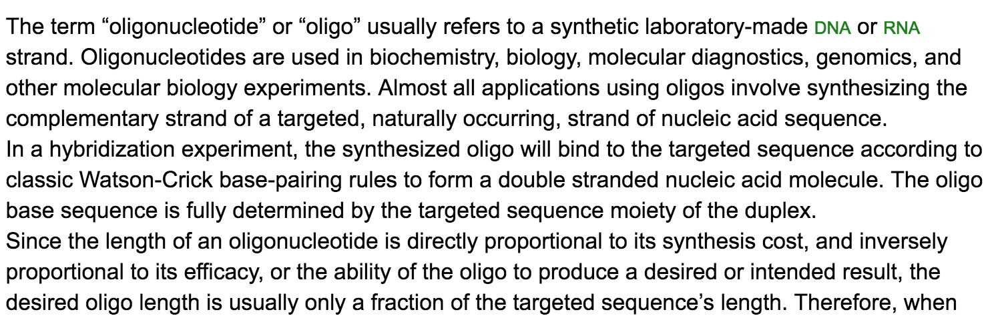 The term “oligonucleotide” or “oligo” usually refers to a synthetic laboratory-made DNA or RNA
strand. Oligonucleotides are used in biochemistry, biology, molecular diagnostics, genomics, and
other molecular biology experiments. Almost all applications using oligos involve synthesizing the
complementary strand of a targeted, naturally occurring, strand of nucleic acid sequence.
In a hybridization experiment, the synthesized oligo will bind to the targeted sequence according to
classic Watson-Crick base-pairing rules to form a double stranded nucleic acid molecule. The oligo
base sequence is fully determined by the targeted sequence moiety of the duplex.
Since the length of an oligonucleotide is directly proportional to its synthesis cost, and inversely
proportional to its efficacy, or the ability of the oligo to produce a desired or intended result, the
desired oligo length is usually only a fraction of the targeted sequence’s length. Therefore, when